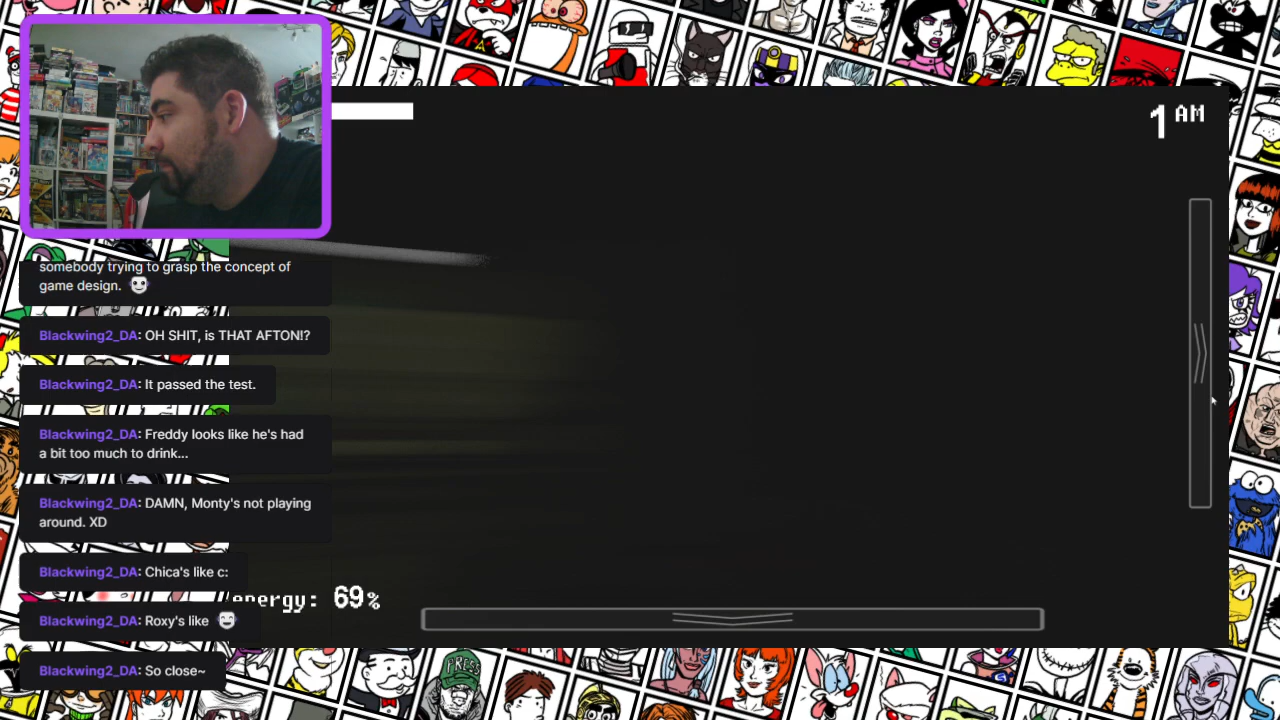 1 AM
somebody trying to grasp the concept of
game design.
Blackwing2_DA: OH SHIT, is THAT AFTON!?
Blackwing2_DA: It passed the test.
Blackwing2_DA: Freddy looks like he's had
a bit too much to drink...
Blackwing2_DA: DAMN, Monty's not playing
around. XD
Blackwing2_DA: Chica's like c:
Blackwing2_DA: Roxy's like
Blackwing2_DA: So close~
energy: 69%
PRESS